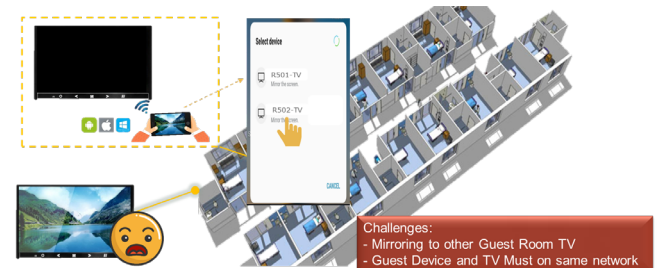 Select device
R501-TV
Mirror the screen
R502-TV
Mirror the screen
CANCEL
Challenges:
- Mirroring to other Guest Room TV
- Guest Device and TV Must on same network